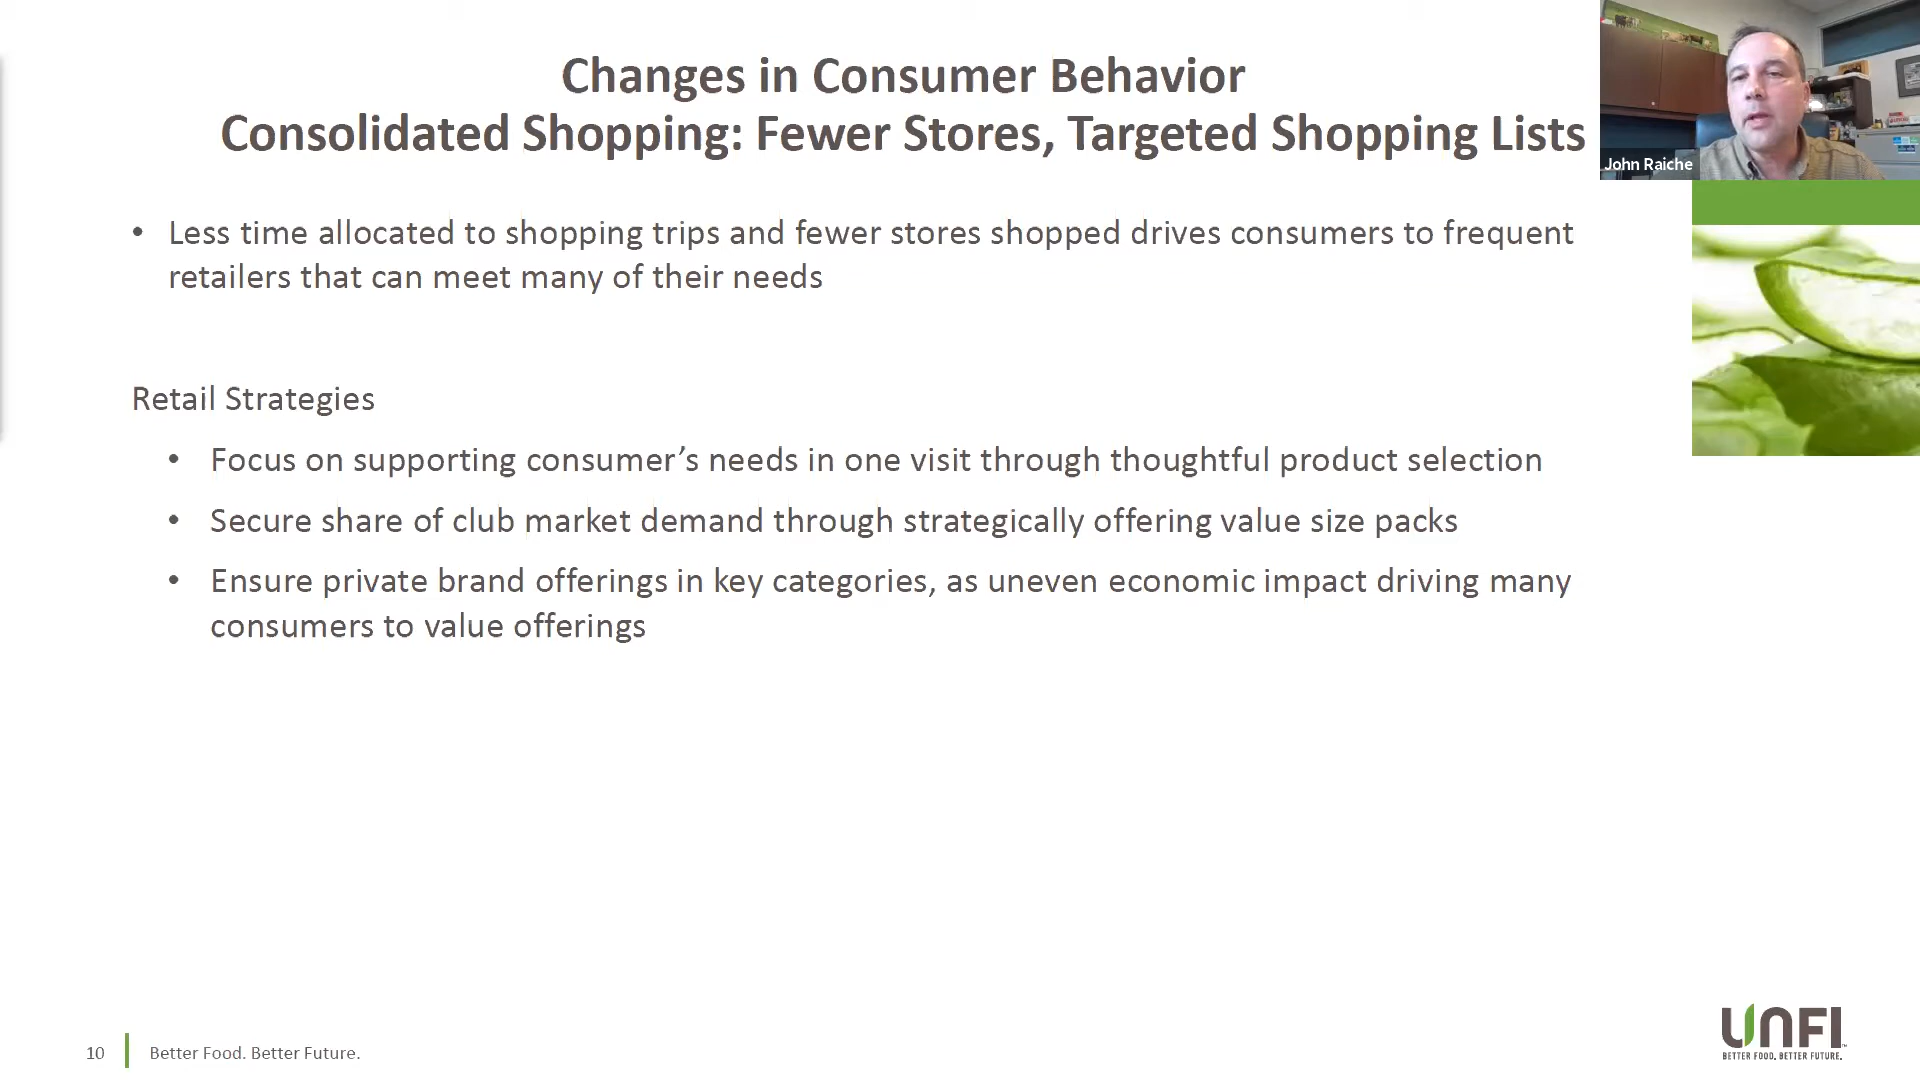 Changes in Consumer Behavior
Consolidated Shopping: Fewer Stores, Targeted Shopping Lists
John Raiche
• Less time allocated to shopping trips and fewer stores shopped drives consumers to frequent
retailers that can meet many of their needs
Retail Strategies
• Focus on supporting consumer’s needs in one visit through thoughtful product selection
• Secure share of club market demand through strategically offering value size packs
• Ensure private brand offerings in key categories, as uneven economic impact driving many
consumers to value offerings
10
Better Food. Better Future.
UNFI™
BETTER FOOD. BETTER FUTURE.